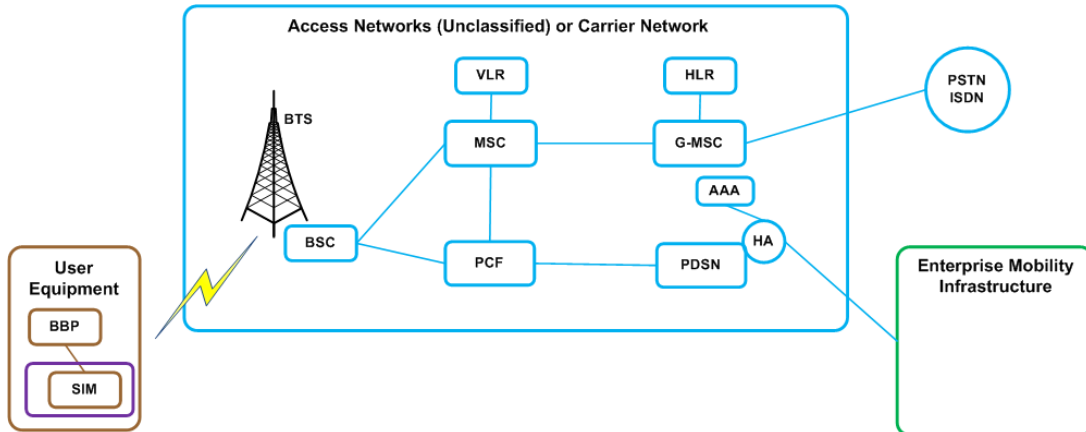 Access Networks (Unclassified) or Carrier Network
VLR
HLR
PSTN
ISDN
BTS
MSC
G-MSC
AAA
BSC
HA
PCF
PDSN
User
Equipment
BBP
SIM
Enterprise Mobility
Infrastructure